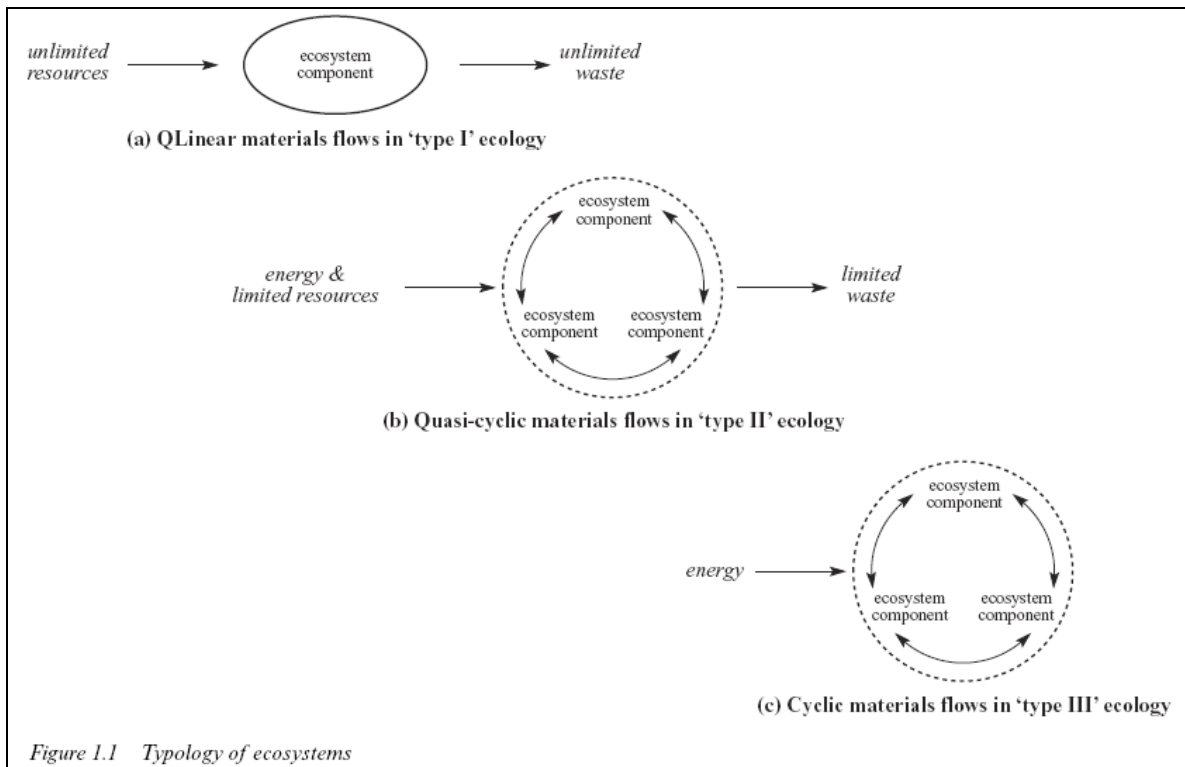 unlimited
resources
ecosystem
component
unlimited
waste
(a) QLinear materials flows in ‘type I’ ecology
ecosystem
component
energy &
limited resources
limited
waste
ecosystem
component
ecosystem
component
(b) Quasi-cyclic materials flows in ‘type II’ ecology
ecosystem
component
energy
ecosystem
component
ecosystem
component
(c) Cyclic materials flows in ‘type III’ ecology
Figure 1.1 Typology of ecosystems